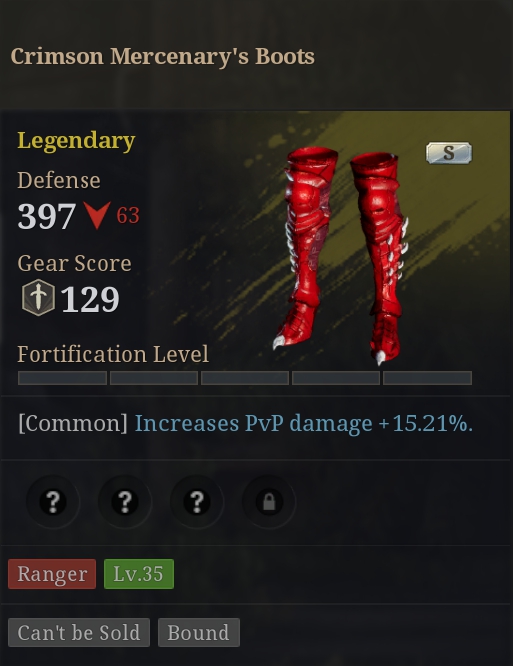 Crimson Mercenary's Boots
Legendary
S
Defense
397 63
Gear Score
129
Fortification Level
[Common] Increases PvP damage +15.21%.
? ? ?
Ranger Lv.35
Can't be Sold Bound